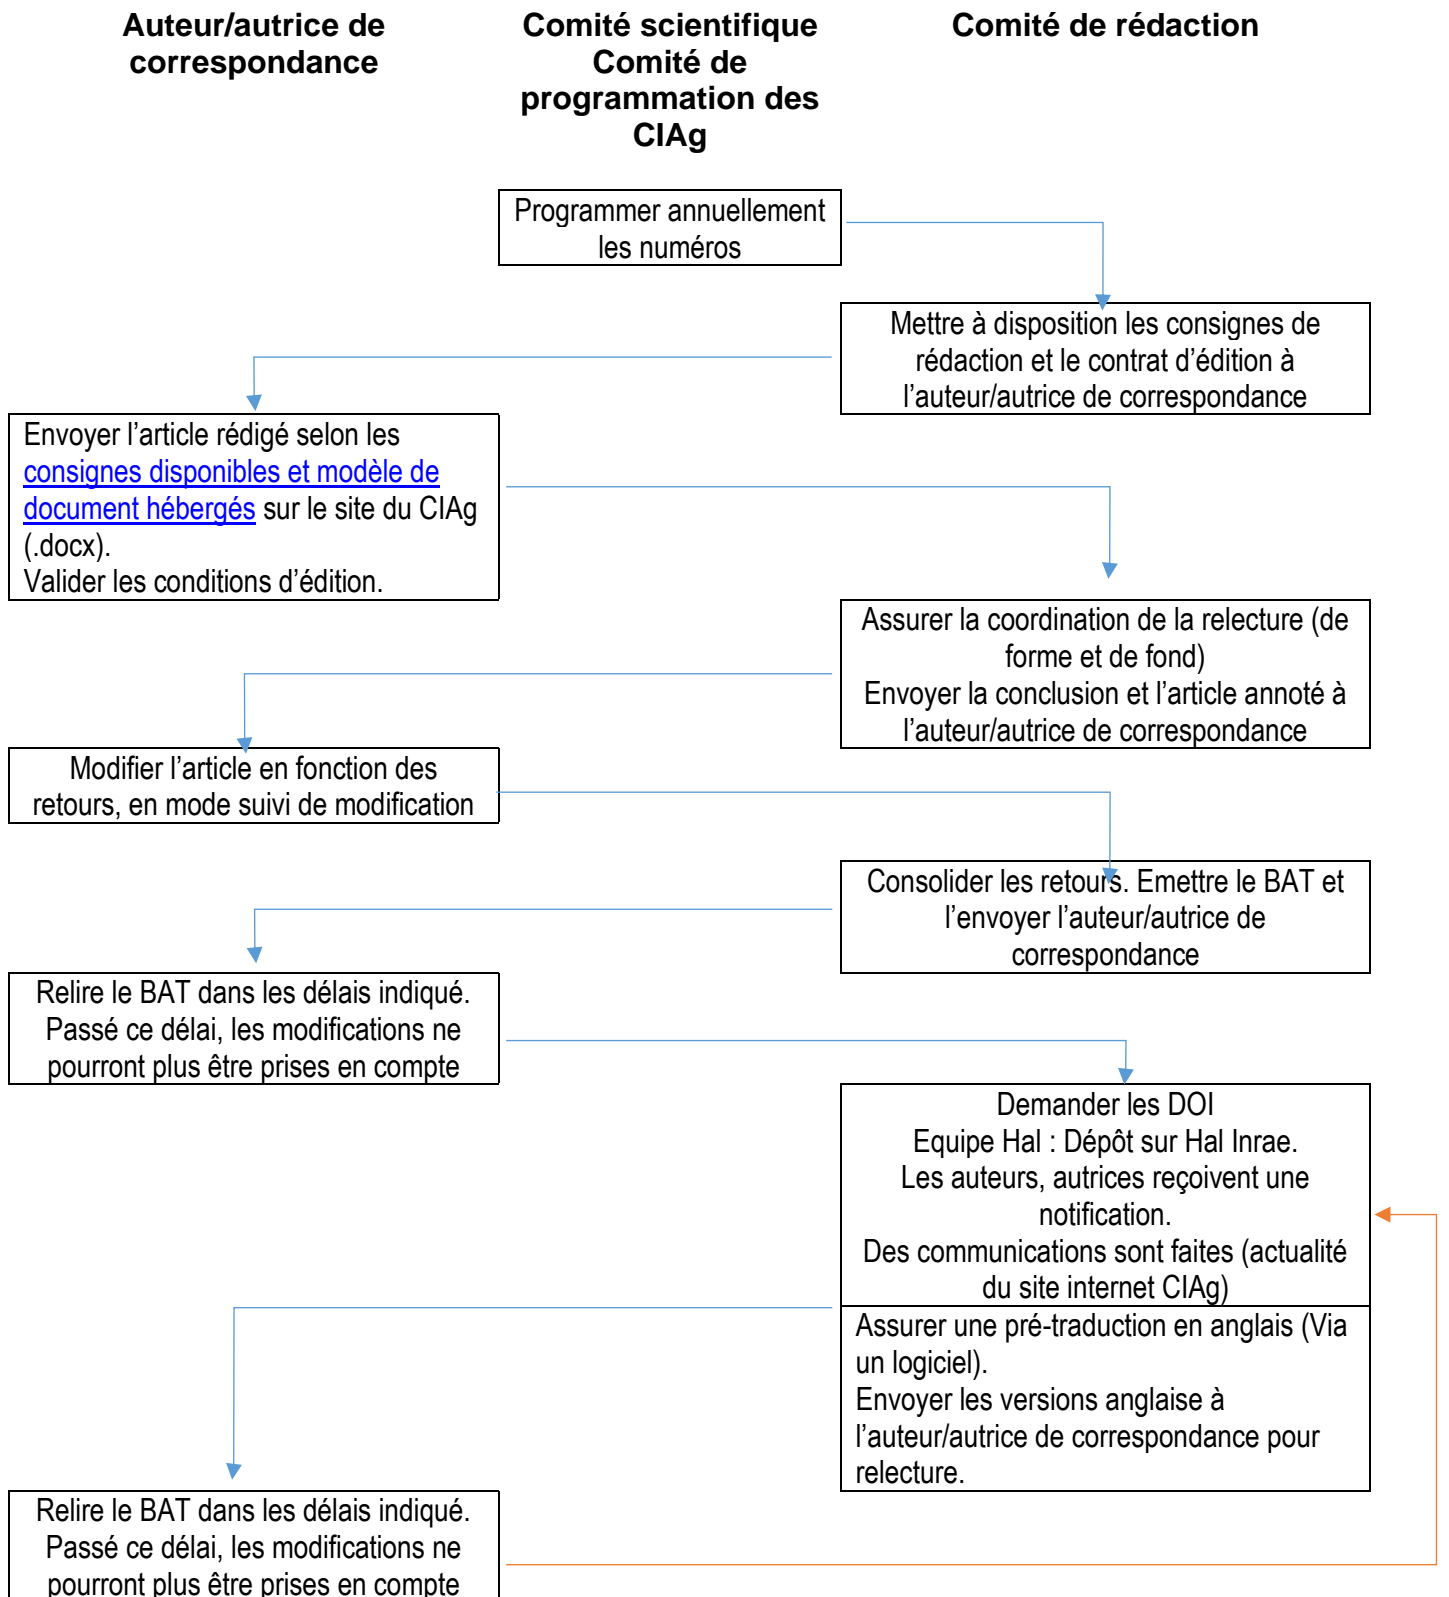 Auteur/autrice de
correspondance
Comité scientifique
Comité de
programmation des
CIAg
Comité de rédaction
Programmer annuellement
les numéros
Mettre à disposition les consignes de
rédaction et le contrat d’édition à
l’auteur/autrice de correspondance
Envoyer l’article rédigé selon les
consignes disponibles et modèle de
document hébergés sur le site du CIAg
(.docx).
Valider les conditions d’édition.
Assurer la coordination de la relecture (de
forme et de fond)
Envoyer la conclusion et l’article annoté à
l’auteur/autrice de correspondance
Modifier l’article en fonction des
retours, en mode suivi de modification
Consolider les retours. Emettre le BAT et
l’envoyer l’auteur/autrice de
correspondance
Relire le BAT dans les délais indiqué.
Passé ce délai, les modifications ne
pourront plus être prises en compte
Demander les DOI
Equipe Hal : Dépôt sur Hal Inrae.
Les auteurs, autrices reçoivent une
notification.
Des communications sont faites (actualité
du site internet CIAg)
Assurer une pré-traduction en anglais (Via
un logiciel).
Envoyer les versions anglaise à
l’auteur/autrice de correspondance pour
relecture.
Relire le BAT dans les délais indiqué.
Passé ce délai, les modifications ne
pourront plus être prises en compte